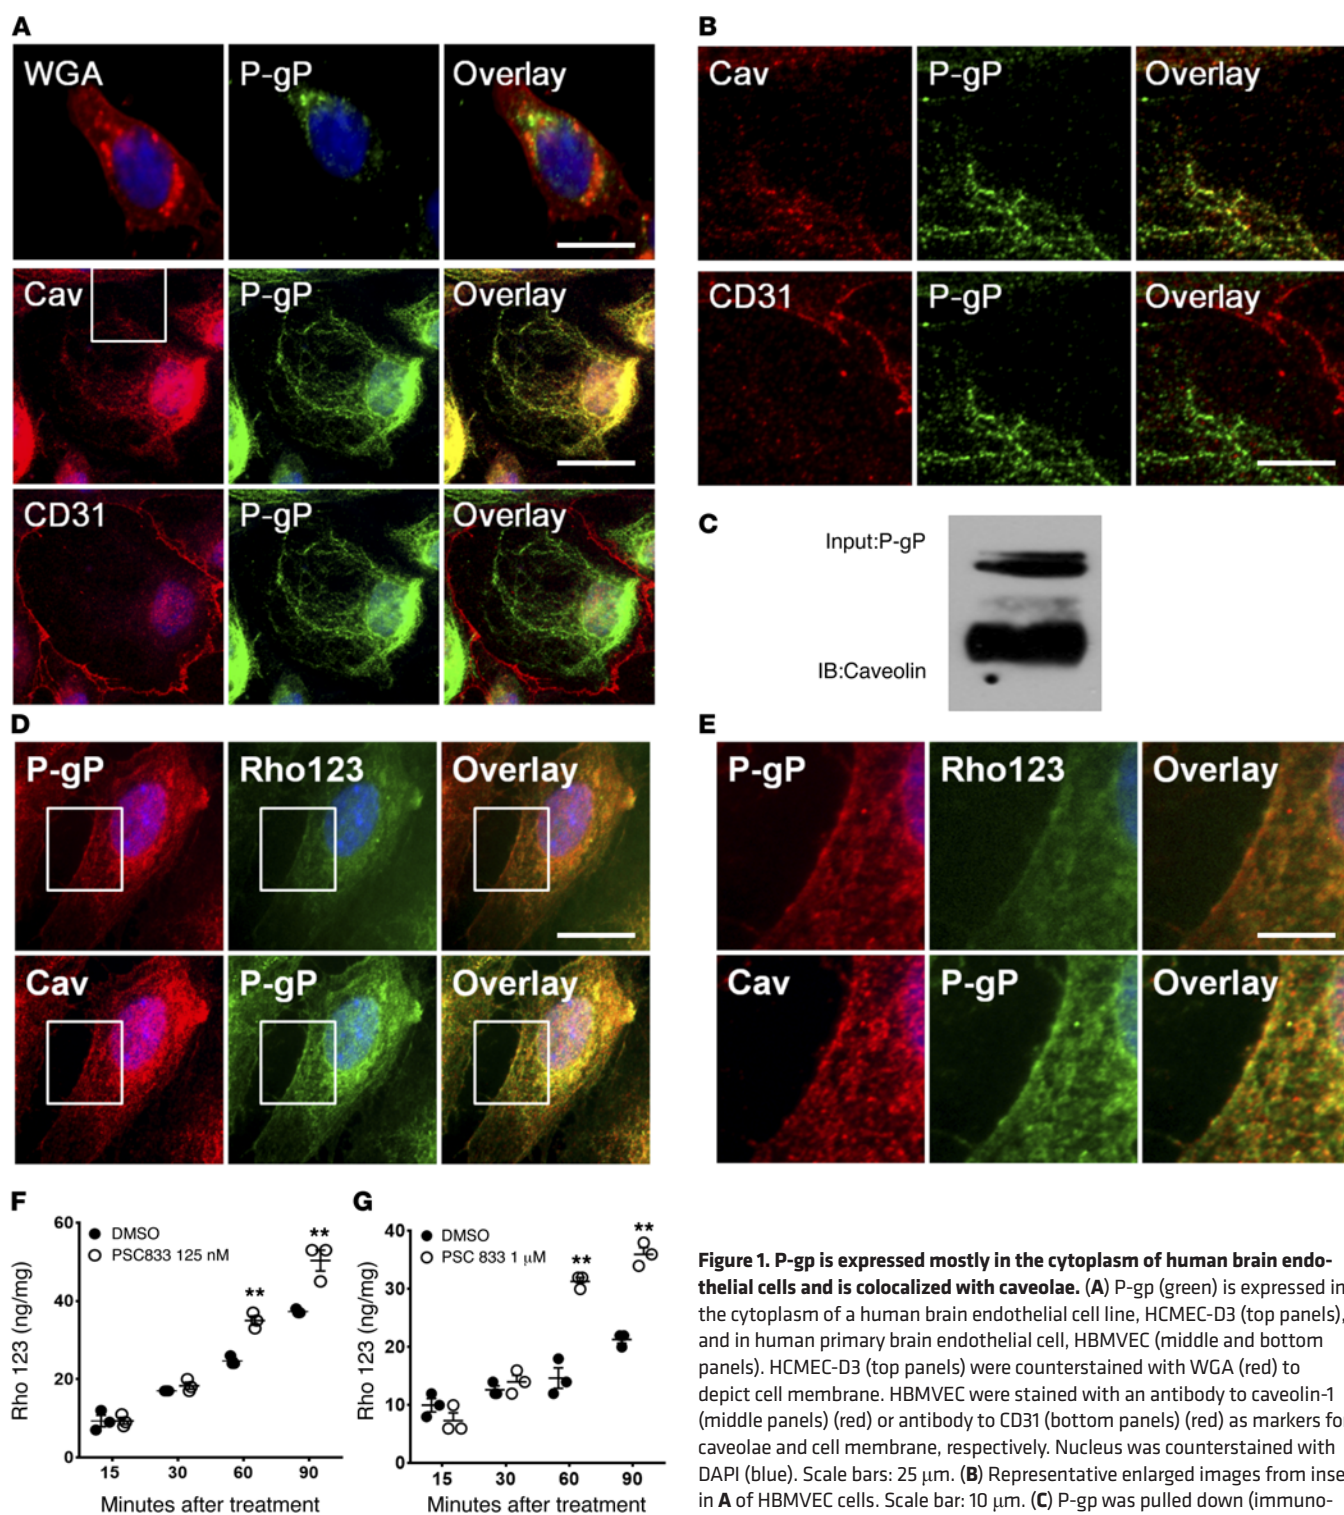 A
WGA
P-gP
Overlay
Cav
P-gP
Overlay
CD31
P-gP
Overlay
B
Cav
P-gP
Overlay
CD31
P-gP
Overlay
C
Input:P-gP
IB:Caveolin
D
P-gP
Rho123
Overlay
Cav
P-gP
Overlay
E
P-gP
Rho123
Overlay
Cav
P-gP
Overlay
F
DMSO
PSC833 125 nM
Rho 123 (ng/mg)
60
40
20
0
**
**
15 30 60 90
Minutes after treatment
G
DMSO
PSC 833 1 μM
Rho 123 (ng/mg)
40
30
20
10
0
**
**
15 30 60 90
Minutes after treatment
Figure 1. P-gp is expressed mostly in the cytoplasm of human brain endo-
thelial cells and is colocalized with caveolae. (A) P-gp (green) is expressed in
the cytoplasm of a human brain endothelial cell line, HCMEC-D3 (top panels),
and in human primary brain endothelial cell, HBMVEC (middle and bottom
panels). HCMEC-D3 (top panels) were counterstained with WGA (red) to
depict cell membrane. HBMVEC were stained with an antibody to caveolin-1
(middle panels) (red) or antibody to CD31 (bottom panels) (red) as markers fo
caveolae and cell membrane, respectively. Nucleus was counterstained with
DAPI (blue). Scale bars: 25 μm. (B) Representative enlarged images from inse
in A of HBMVEC cells. Scale bar: 10 μm. (C) P-gp was pulled down (immuno-